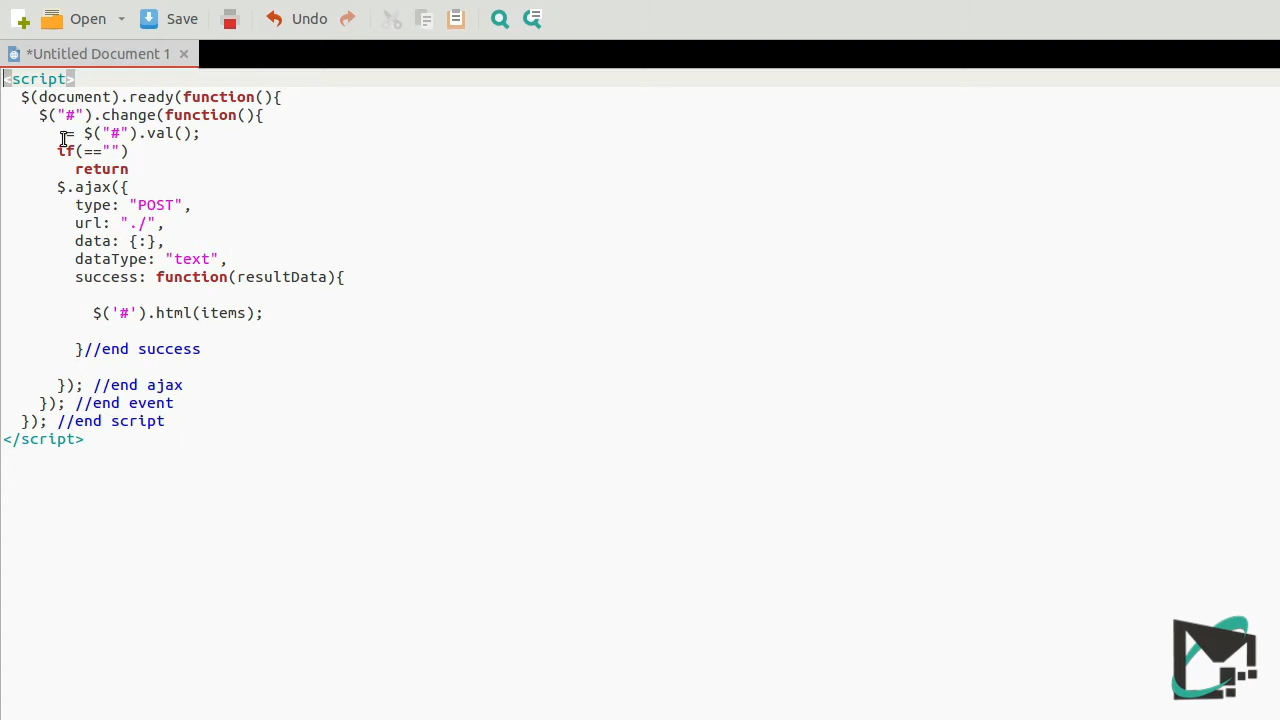 Open
Save
Undo
*Untitled Document 1
<script>
$(document).ready(function(){
$("#").change(function(){
= $("#").val();
if(=="")
return
$.ajax({
type: "POST",
url: "./",
data: {:},
dataType: "text",
success: function(resultData){
$('#').html(items);
}//end success
}); //end ajax
}); //end event
}); //end script
</script>